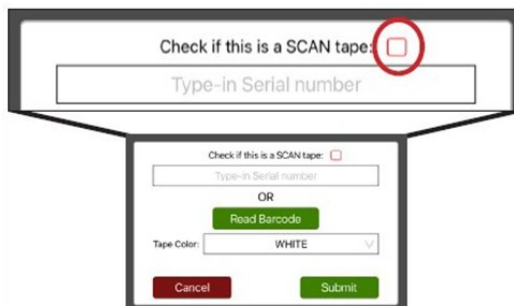 Check if this is a SCAN tape:
Type-in Serial number
Check if this is a SCAN tape:
Type-in Serial number
OR
Read Barcode
Tape Color: WHITE
Cancel Submit